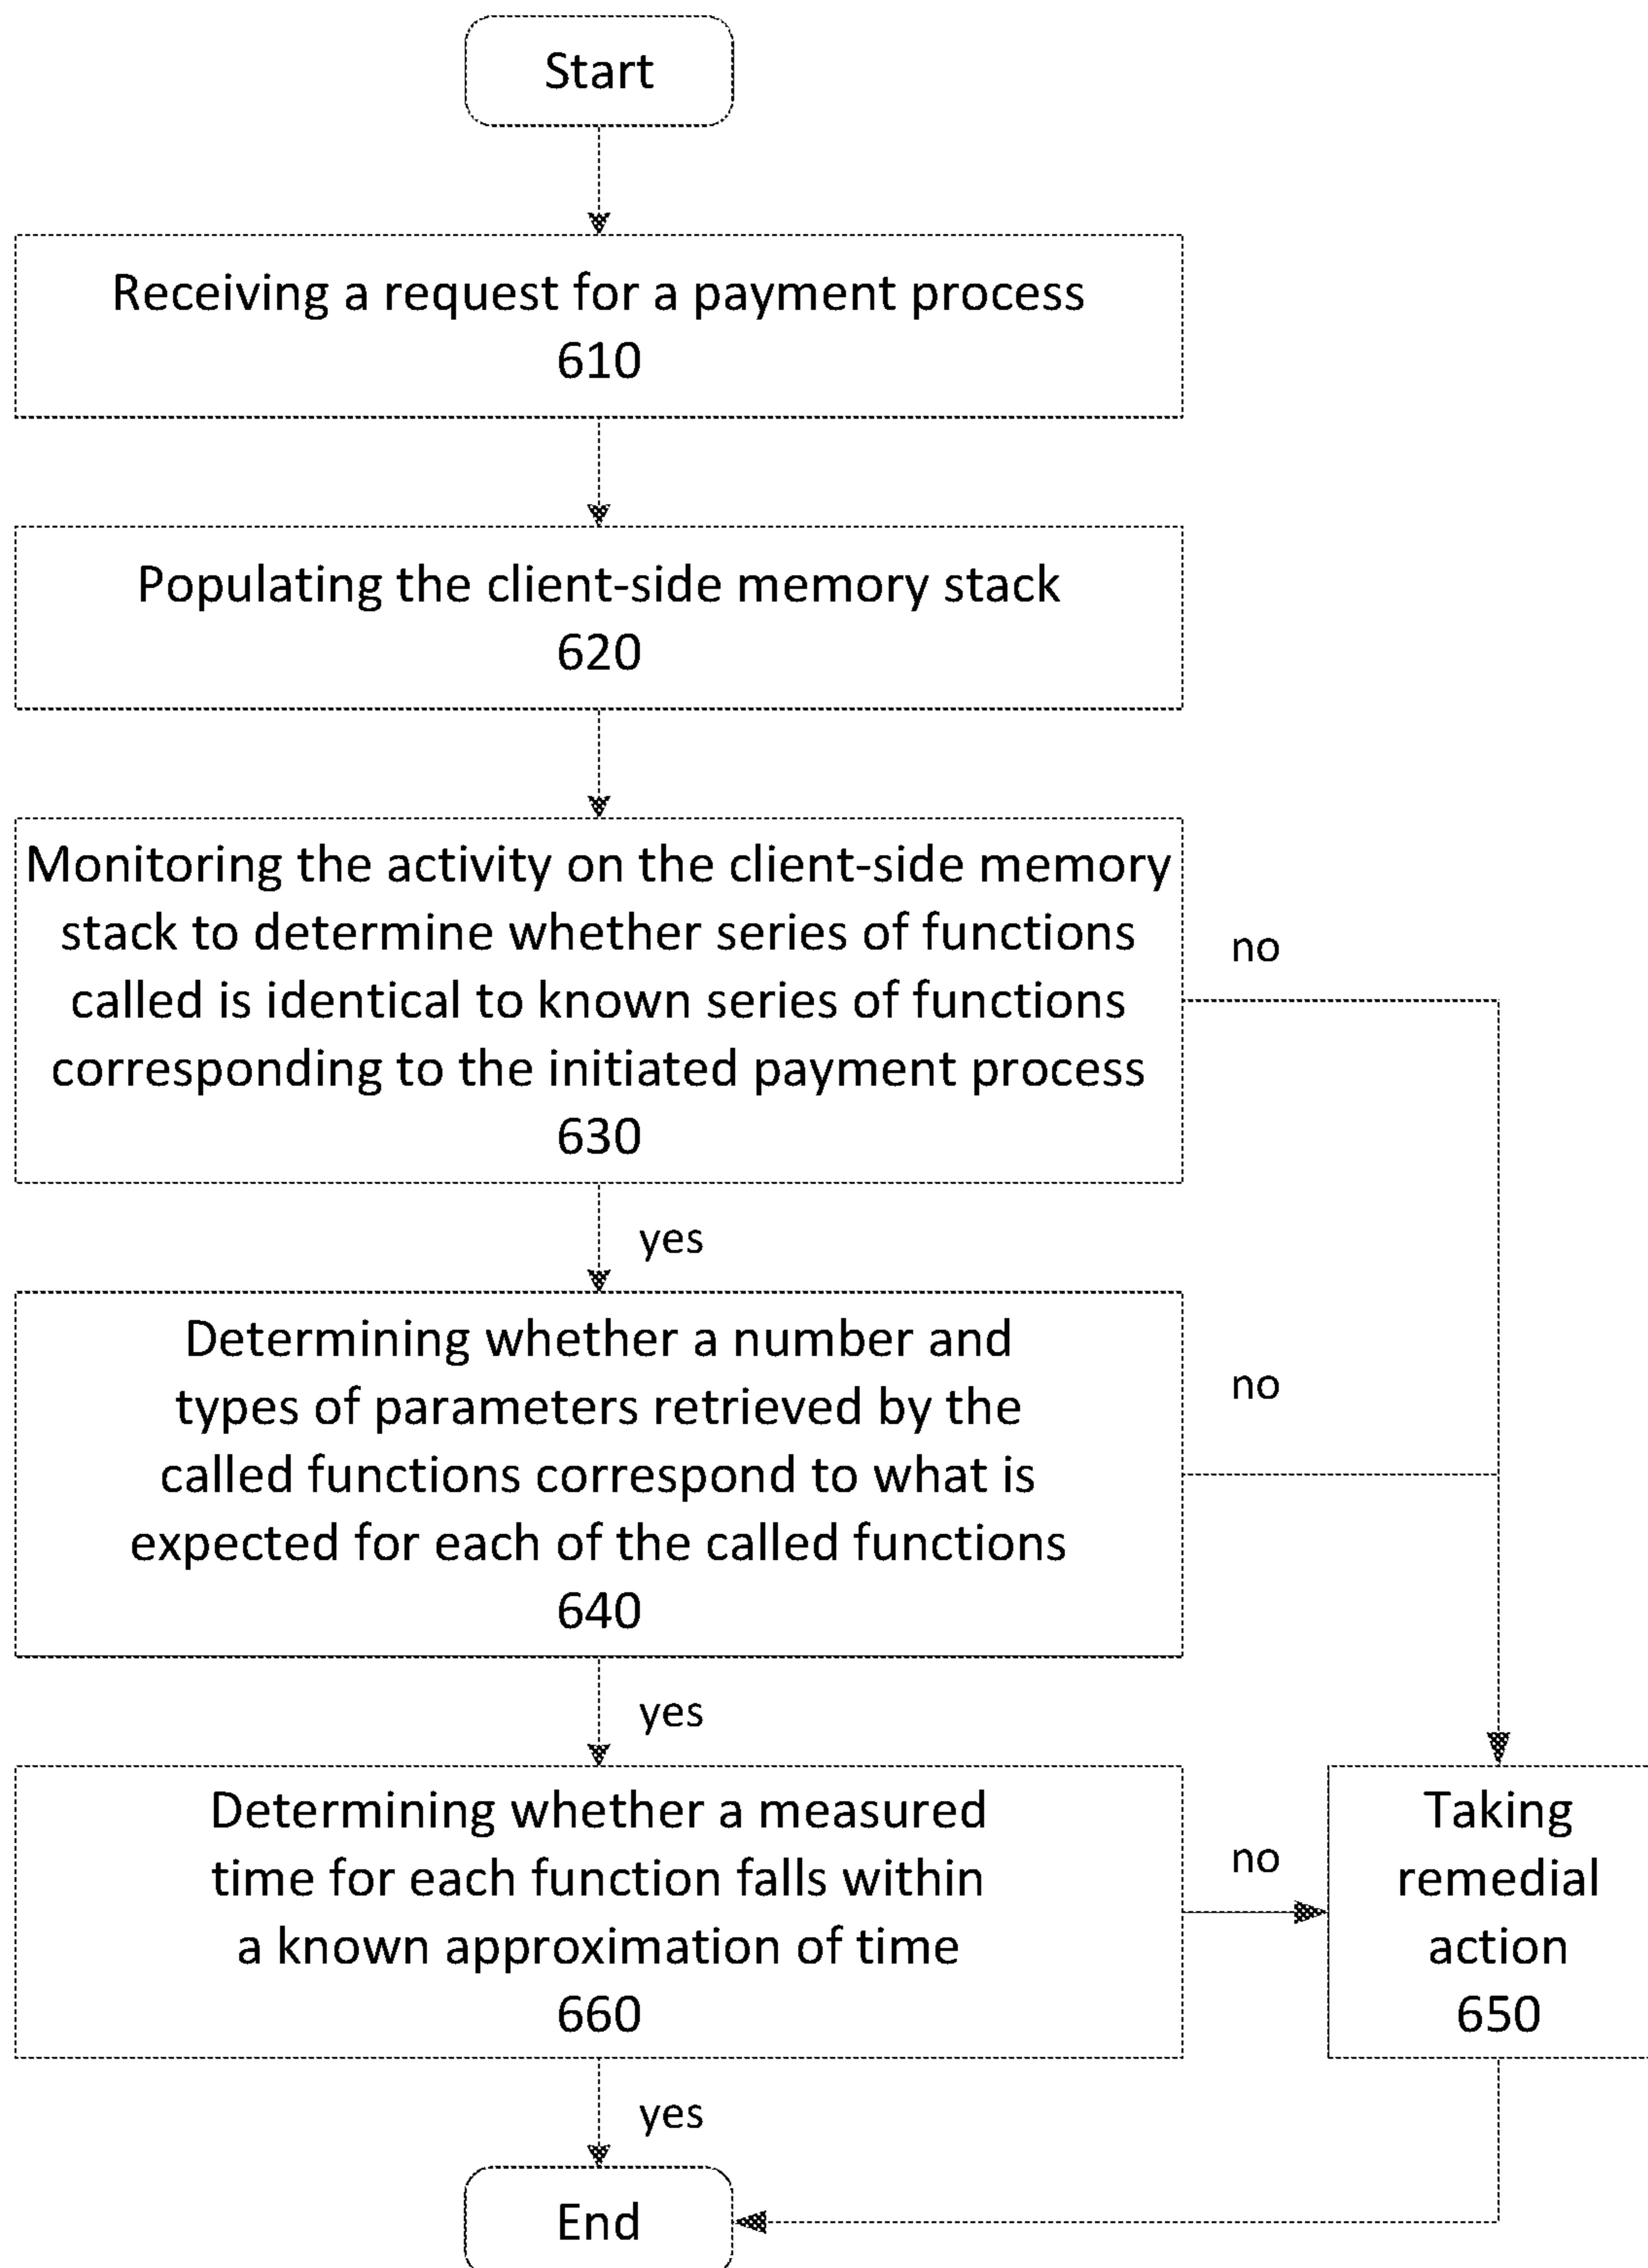 Start
Receiving a request for a payment process
610
Populating the client-side memory stack
620
Monitoring the activity on the client-side memory
stack to determine whether series of functions
called is identical to known series of functions
corresponding to the initiated payment process
630
no
yes
Determining whether a number and
types of parameters retrieved by the
called functions correspond to what is
expected for each of the called functions
640
no
yes
Determining whether a measured
time for each function falls within
a known approximation of time
660
no
Taking
remedial
action
650
yes
End